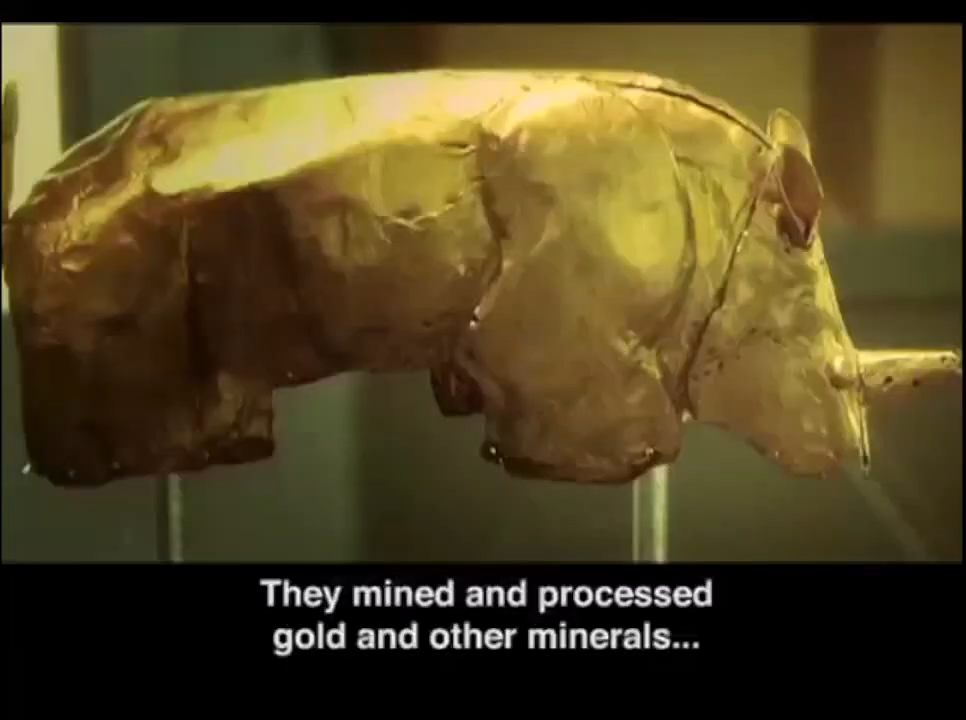 They mined and processed
gold and other minerals...